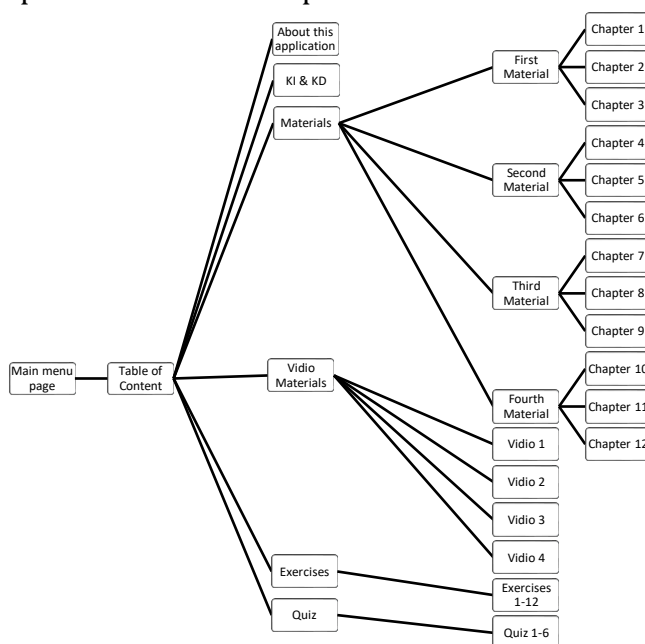 Main menu
page
Table of
Content
About this
application
KI & KD
Materials
First
Material
Chapter 1
Chapter 2
Chapter 3
Second
Material
Chapter 4
Chapter 5
Chapter 6
Third
Material
Chapter 7
Chapter 8
Chapter 9
Fourth
Material
Chapter 10
Chapter 11
Chapter 12
Vidio
Materials
Vidio 1
Vidio 2
Vidio 3
Vidio 4
Exercises
Exercises
1-12
Quiz
Quiz 1-6